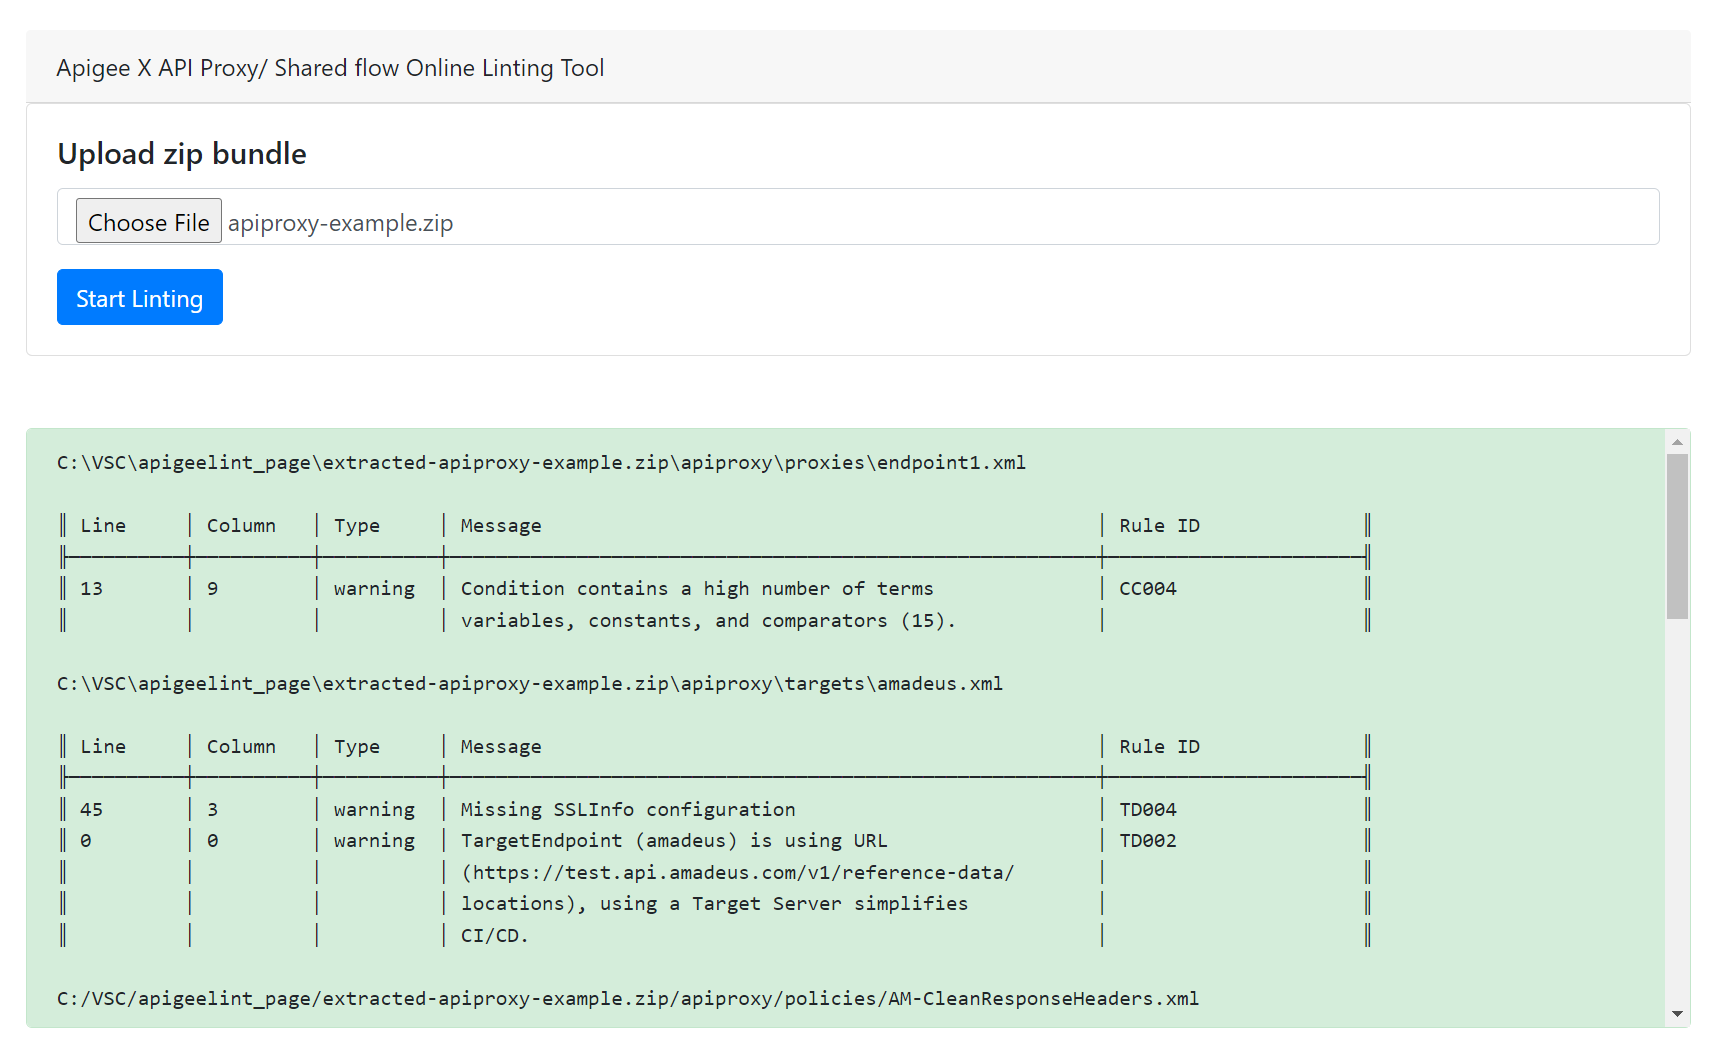 Apigee X API Proxy/ Shared flow Online Linting Tool
Upload zip bundle
Choose File apiproxy-example.zip
Start Linting
C:\VSC\apigeelint_page\extracted-apiproxy-example.zip\apiproxy\proxies\endpoint1.xml
Line Column Type Message Rule ID
13 9 warning Condition contains a high number of terms CC004
variables, constants, and comparators (15).
C:\VSC\apigeelint_page\extracted-apiproxy-example.zip\apiproxy\targets\amadeus.xml
Line Column Type Message Rule ID
45 3 warning Missing SSLInfo configuration TD004
0 0 warning TargetEndpoint (amadeus) is using URL TD002
(https://test.api.amadeus.com/v1/reference-data/
locations), using a Target Server simplifies
CI/CD.
C:/VSC/apigeelint_page/extracted-apiproxy-example.zip/apiproxy/policies/AM-CleanResponseHeaders.xml